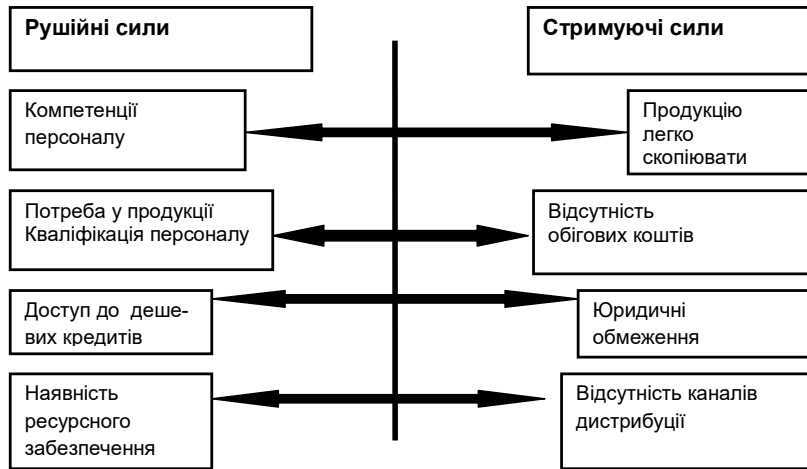 Рушійні сили
Стримуючі сили
Компетенції
персоналу
Продукцію
легко
скопіювати
Потреба у продукції
Кваліфікація персоналу
Відсутність
обігових коштів
Доступ до деше-
вих кредитів
Юридичні
обмеження
Наявність
ресурсного
забезпечення
Відсутність каналів
дистрибуції